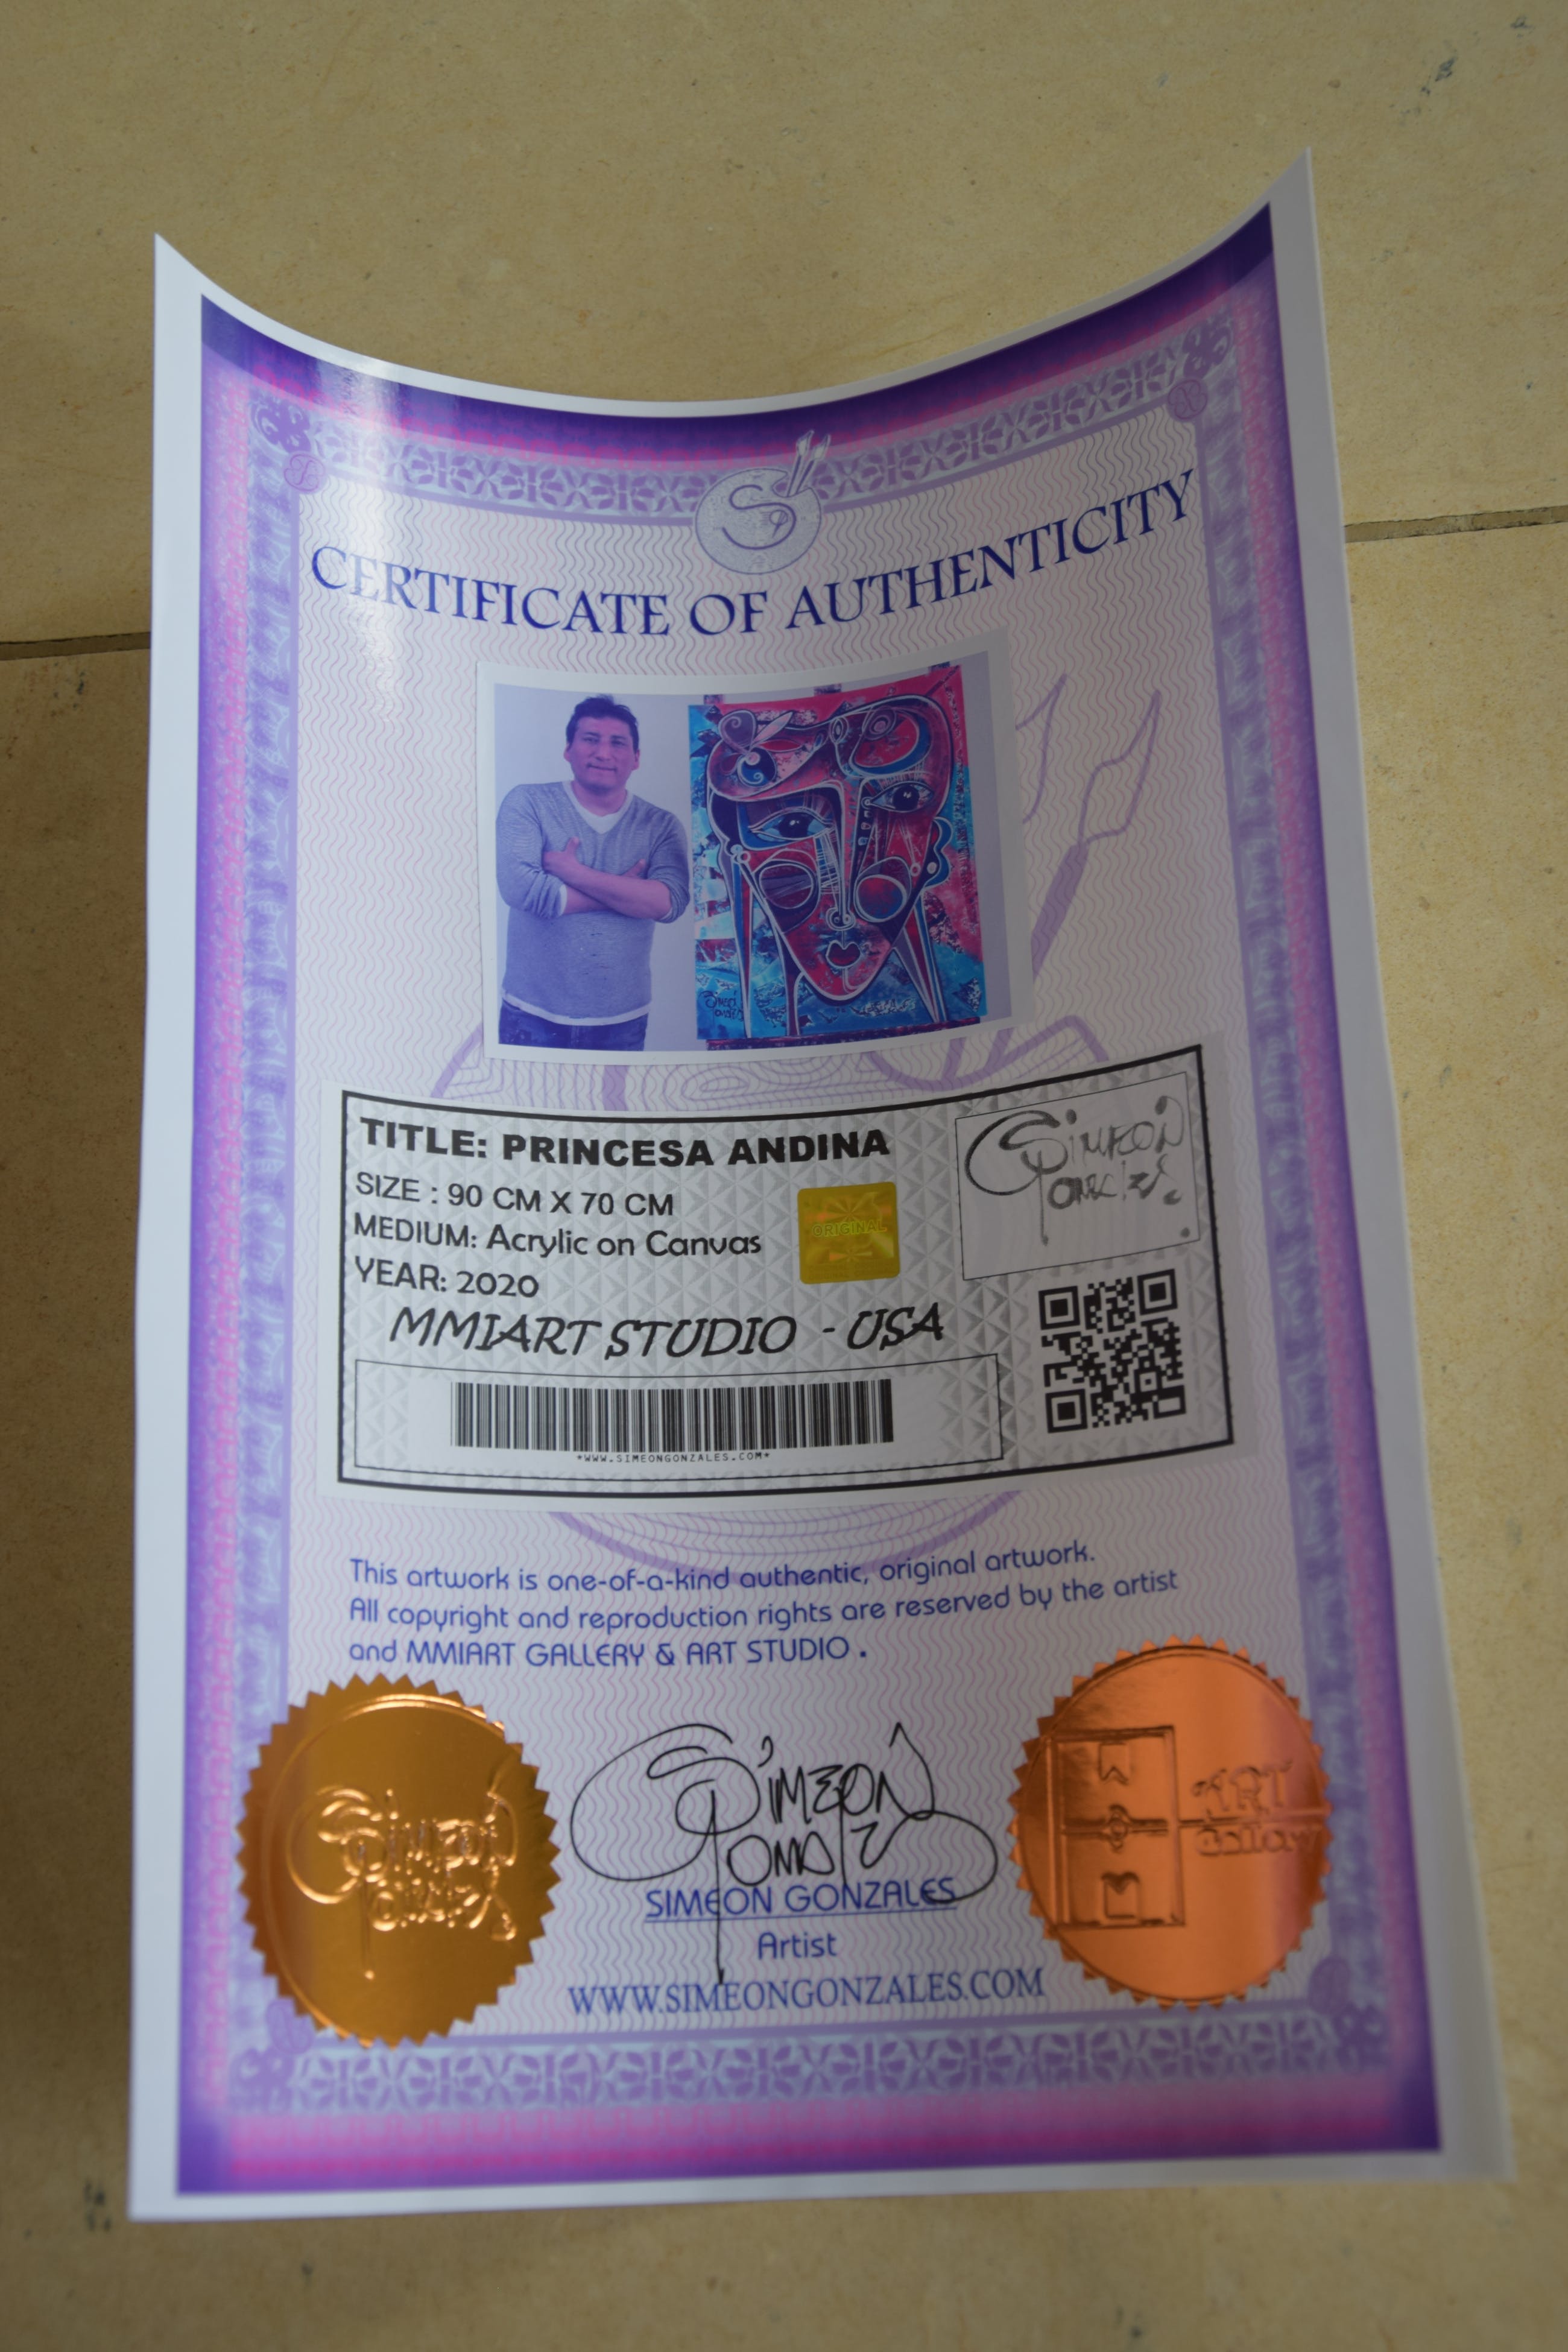 CERTIFICATE OF AUTHENTICITY
TITLE: PRINCESA ANDINA
SIZE : 90 CM X 70 CM
MEDIUM: Acrylic on Canvas
YEAR: 2020
ORIGINAL
MMIART STUDIO - USA
*WWW.SIMEONGONZALES.COM*
This artwork is one-of-a-kind authentic, original artwork.
All copyright and reproduction rights are reserved by the artist
and MMIART GALLERY & ART STUDIO .
SIMEON GONZALES
Artist
WWW.SIMEONGONZALES.COM
ART
Gallery